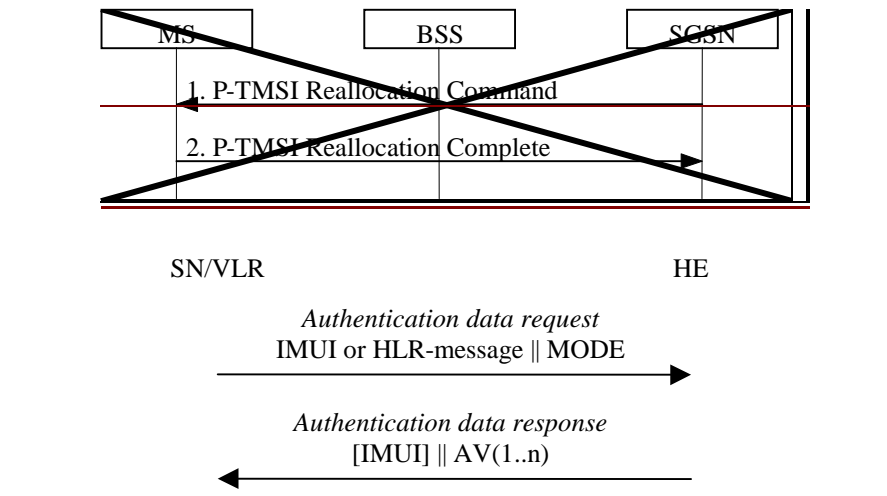 MS BSS SGSN
1. P-TMSI Reallocation Command
2. P-TMSI Reallocation Complete
SN/VLR HE
Authentication data request
IMUI or HLR-message || MODE
Authentication data response
[IMUI] || AV(1..n)